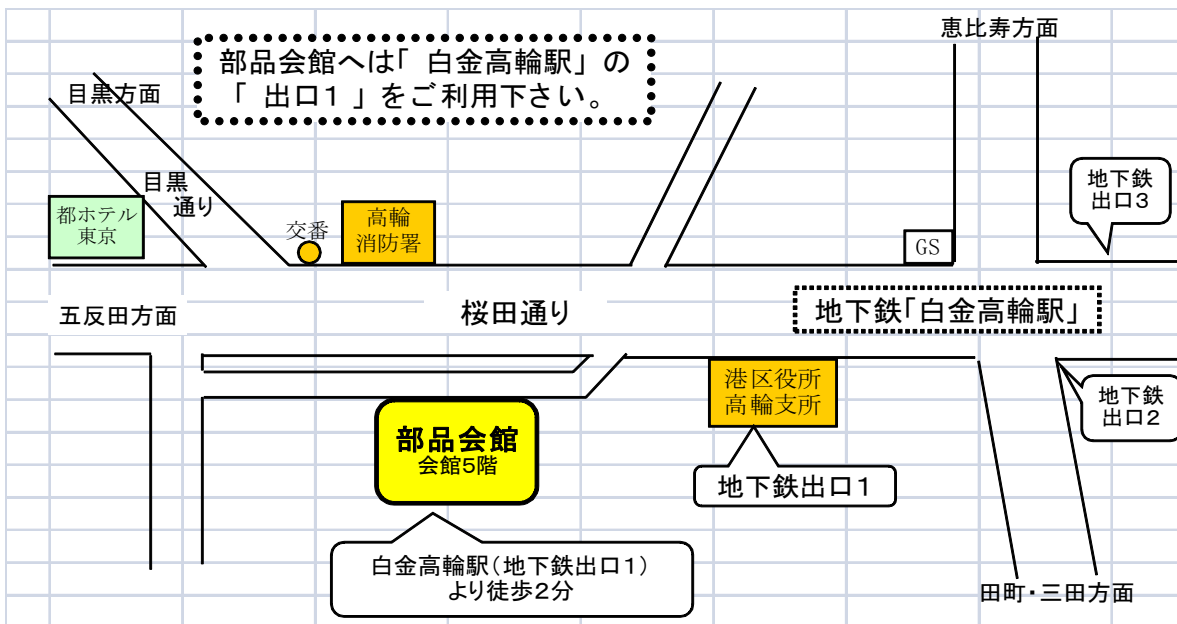 恵比寿方面
部品会館へは「 白金高輪駅」の
「 出口1 」をご利用下さい。
目黒方面
目黒
通り
地下鉄
出口3
都ホテル
東京
交番
高輪
消防署
GS
五反田方面
桜田通り
地下鉄「白金高輪駅」
港区役所
高輪支所
地下鉄
出口2
部品会館
会館5階
地下鉄出口1
白金高輪駅(地下鉄出口1)
より徒歩2分
田町・三田方面